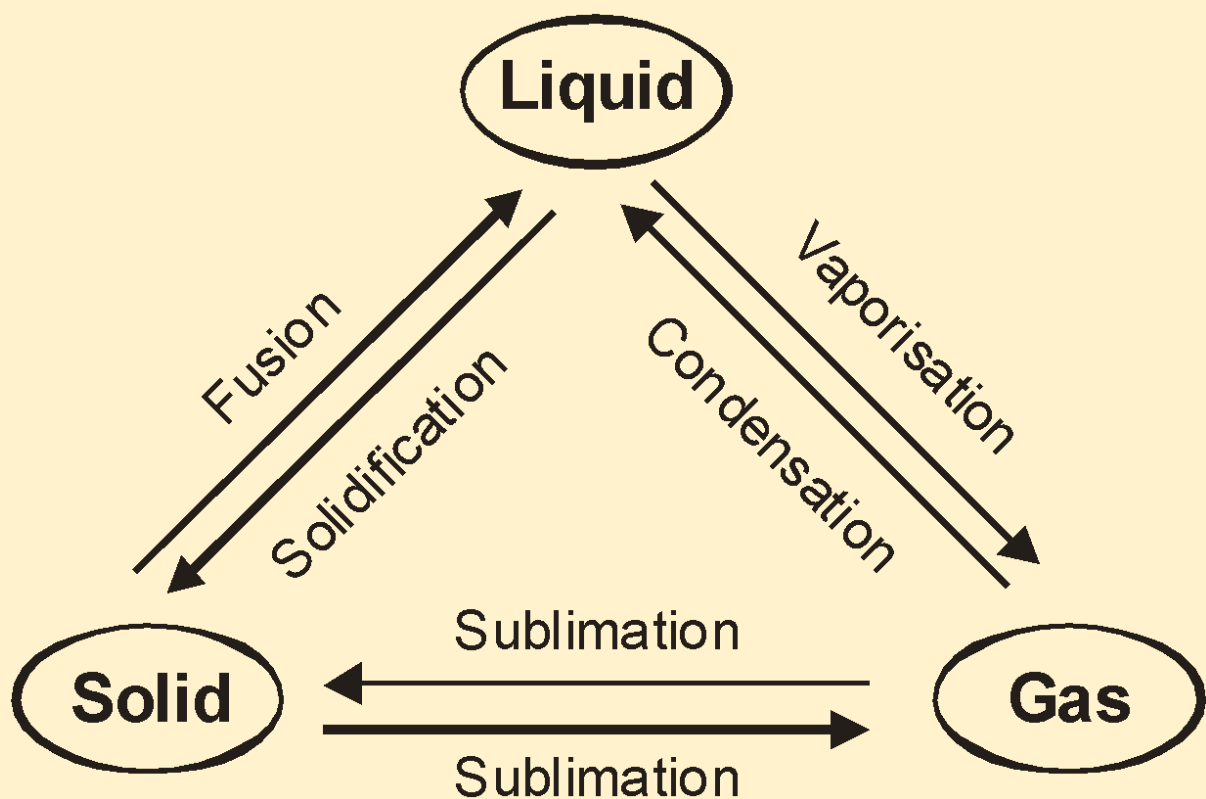 Liquid
Fusion
Solidification
Vaporisation
Condensation
Sublimation
Solid
Gas
Sublimation